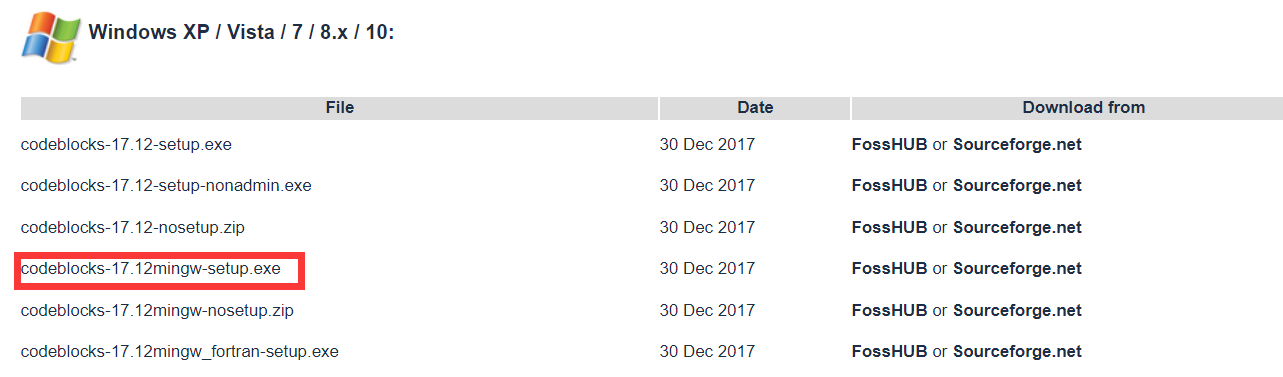 Windows XP / Vista / 7 / 8.x / 10:
File Date Download from
codeblocks-17.12-setup.exe 30 Dec 2017 FossHUB or Sourceforge.net
codeblocks-17.12-setup-nonadmin.exe 30 Dec 2017 FossHUB or Sourceforge.net
codeblocks-17.12-nosetup.zip 30 Dec 2017 FossHUB or Sourceforge.net
codeblocks-17.12mingw-setup.exe 30 Dec 2017 FossHUB or Sourceforge.net
codeblocks-17.12mingw-nosetup.zip 30 Dec 2017 FossHUB or Sourceforge.net
codeblocks-17.12mingw_fortran-setup.exe 30 Dec 2017 FossHUB or Sourceforge.net